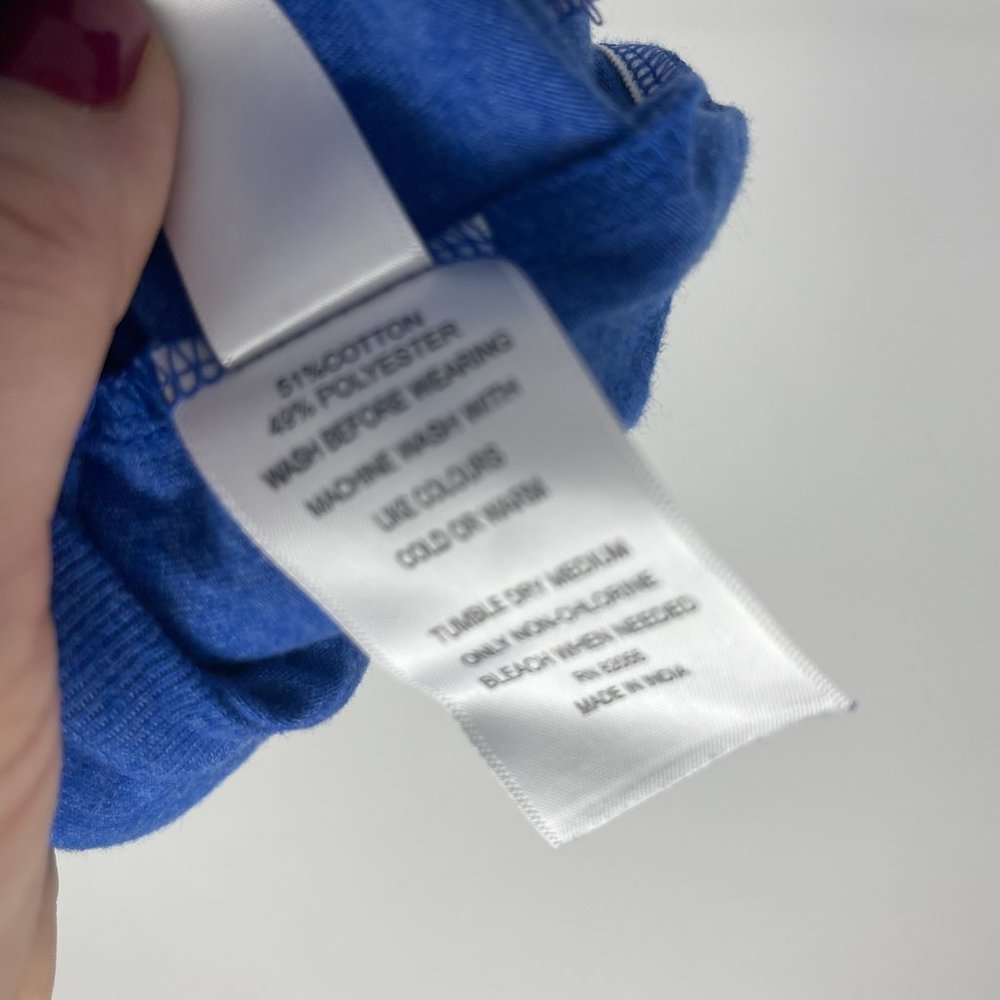 51%COTTON
49% POLYESTER
WASH BEFORE WEARING
MACHINE WASH WITH
LIKE COLOURS
COLD OR WARM
TUMBLE DRY MEDIUM
ONLY NON-CHLORINE
BLEACH WHEN NEEDED
RN
MADE IN INDIA